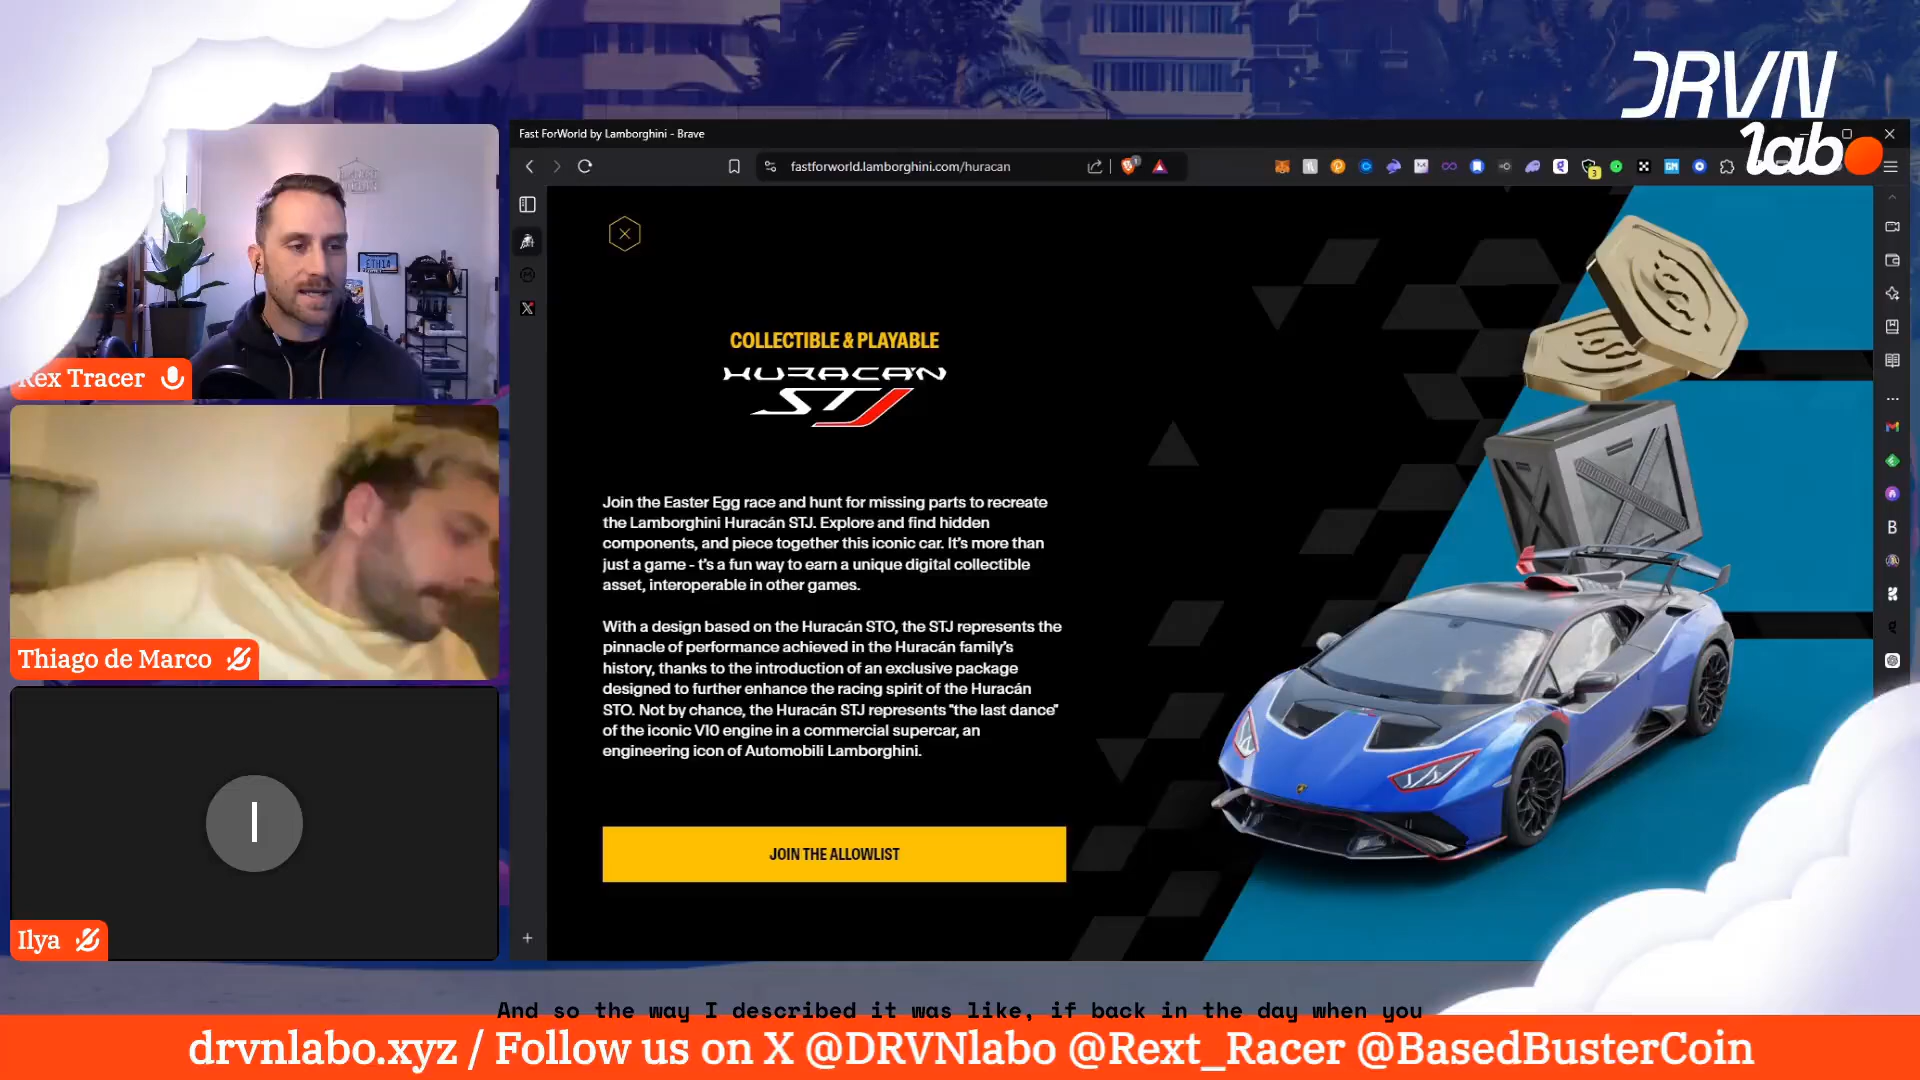 DRVN
labo
Fast ForWorld by Lamborghini - Brave
fastforworld.lamborghini.com/huracan
COLLECTIBLE & PLAYABLE
HURACÁN
STJ
Join the Easter Egg race and hunt for missing parts to recreate
the Lamborghini Huracán STJ. Explore and find hidden
components, and piece together this iconic car. It's more than
just a game - t's a fun way to earn a unique digital collectible
asset, interoperable in other games.
With a design based on the Huracán STO, the STJ represents the
pinnacle of performance achieved in the Huracán family's
history, thanks to the introduction of an exclusive package
designed to further enhance the racing spirit of the Huracán
STO. Not by chance, the Huracán STJ represents "the last dance"
of the iconic V10 engine in a commercial supercar, an
engineering icon of Automobili Lamborghini.
JOIN THE ALLOWLIST
ETH14
Rex Tracer
Thiago de Marco
I
Ilya
And so the way I described it was like, if back in the day when you
drvnlabo.xyz / Follow us on X @DRVNlabo @Rext_Racer @BasedBusterCoin